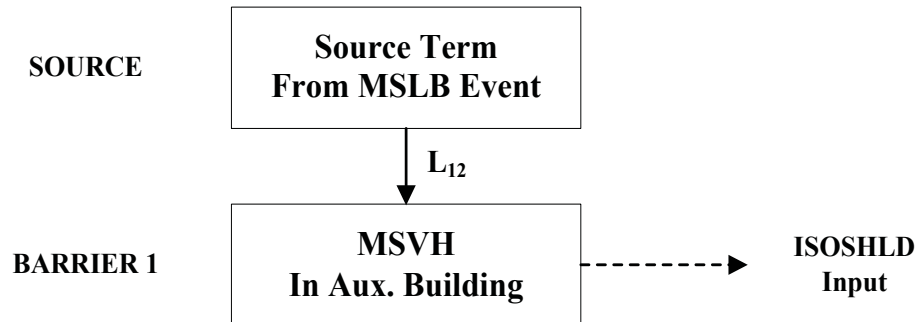 SOURCE
Source Term
From MSLB Event
L₁₂
BARRIER 1
MSVH
In Aux. Building
ISOSHLD
Input